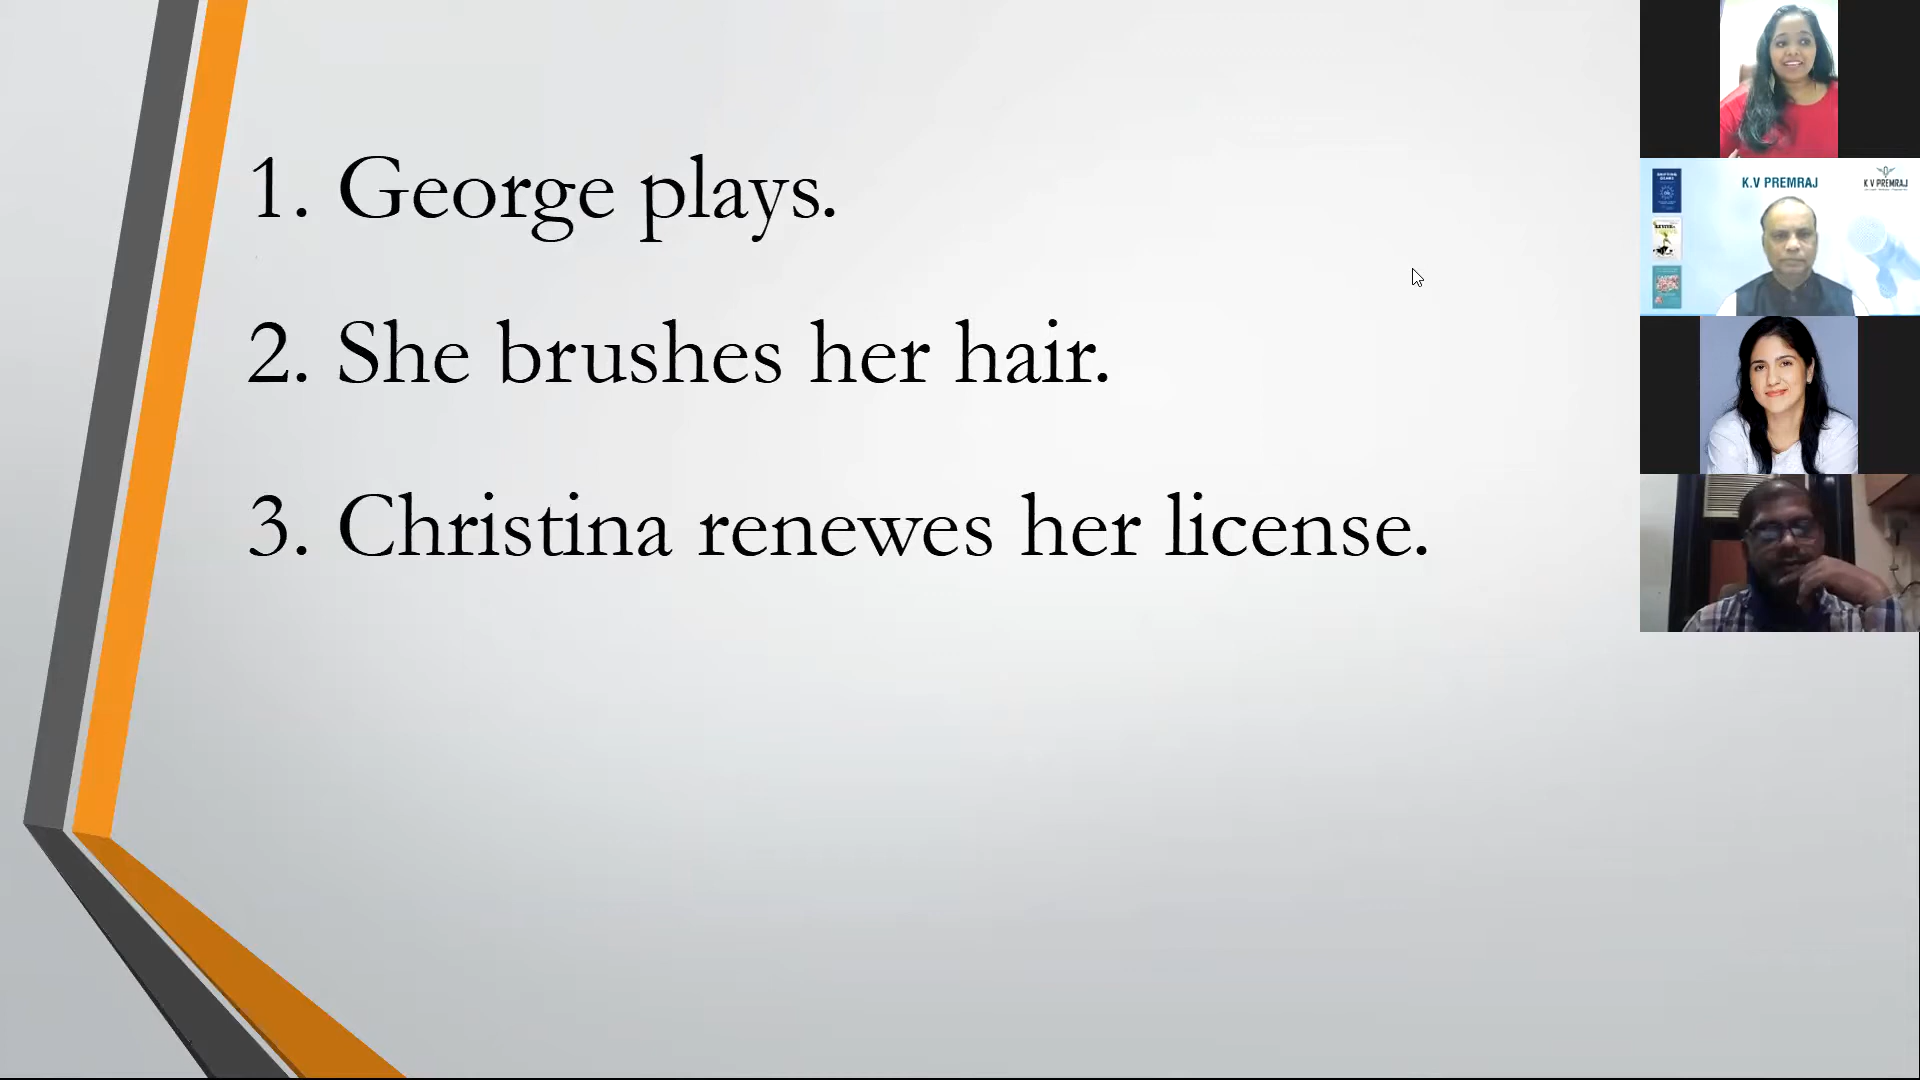 1. George plays.
2. She brushes her hair.
3. Christina renewes her license.
K.V PREMRAJ
K V PREMRAJ